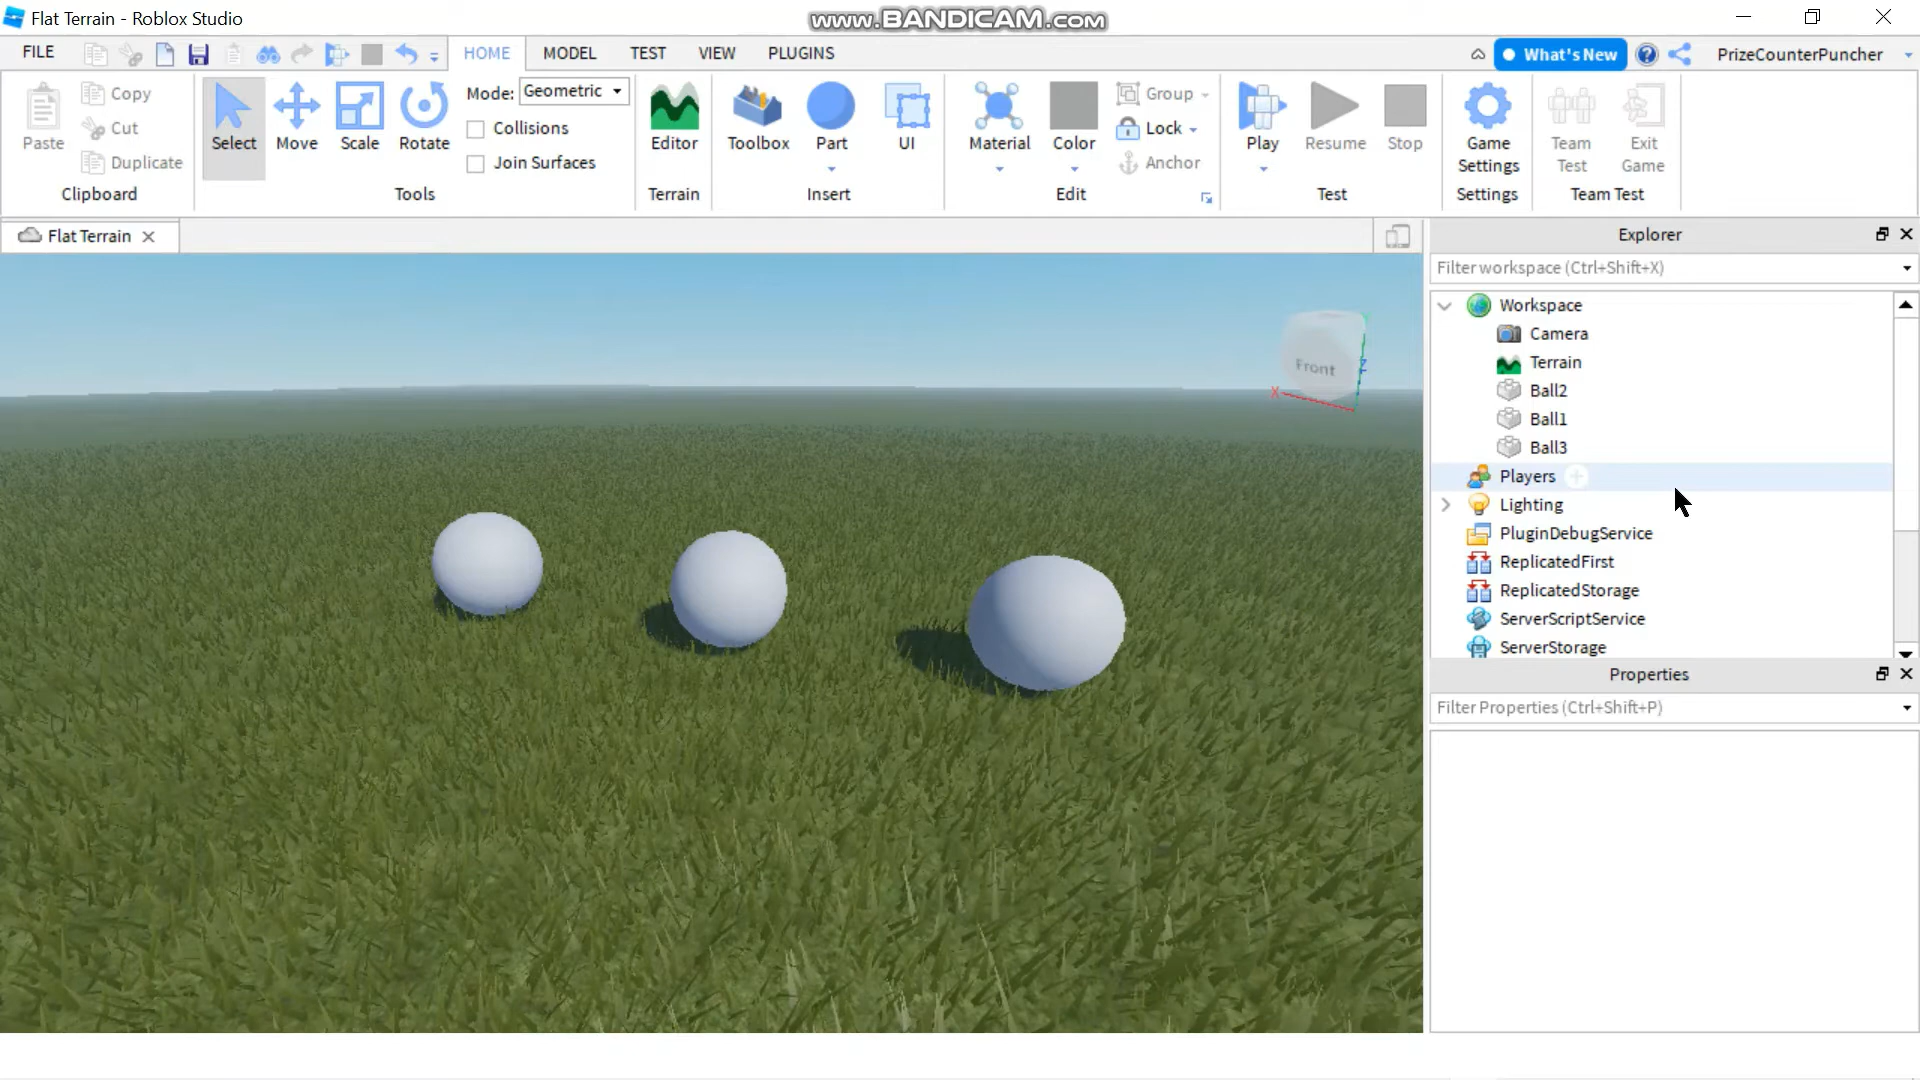 Flat Terrain - Roblox Studio
www.BANDICAM.com
FILE HOME MODEL TEST VIEW PLUGINS What's New PrizeCounterPuncher
Paste Copy Cut Duplicate Clipboard
Select Move Scale Rotate Mode: Geometric Collisions Join Surfaces Tools
Editor Terrain
Toolbox Part UI Insert
Material Color Group Lock Anchor Edit
Play Resume Stop Test
Game Settings Settings
Team Test Exit Game Team Test
Flat Terrain
Front
X
Z
Explorer
Filter workspace (Ctrl+Shift+X)
Workspace
Camera
Terrain
Ball2
Ball1
Ball3
Players
Lighting
PluginDebugService
ReplicatedFirst
ReplicatedStorage
ServerScriptService
ServerStorage
Properties
Filter Properties (Ctrl+Shift+P)